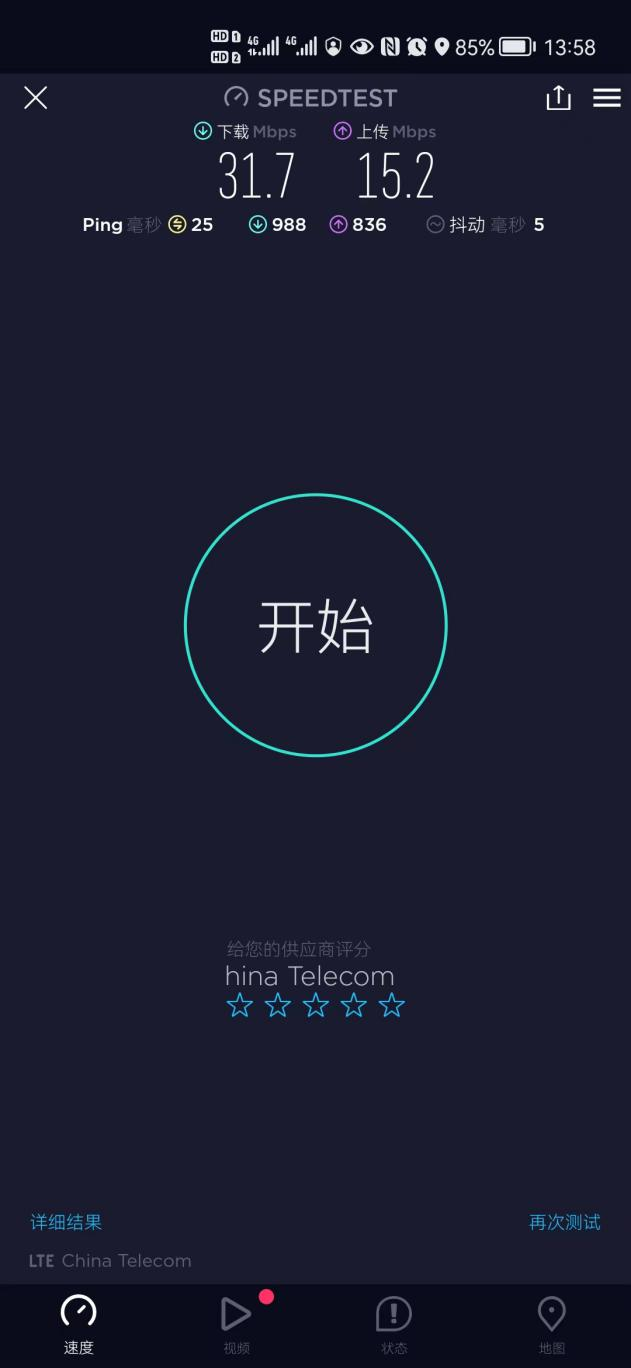 HD 1 4G 4G 85% 13:58
HD 2
SPEEDTEST
下载 Mbps 上传 Mbps
31.7 15.2
Ping 毫秒 25 988 836 抖动 毫秒 5
开始
给您的供应商评分
hina Telecom
详细结果 再次测试
LTE China Telecom
速度 视频 状态 地图